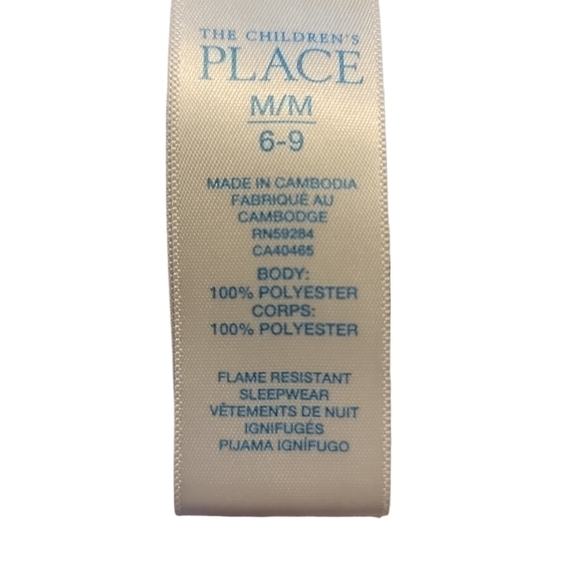 THE CHILDREN'S
PLACE
M/M
6-9
MADE IN CAMBODIA
FABRIQUÉ AU
CAMBODGE
RN59284
CA40465
BODY:
100% POLYESTER
CORPS:
100% POLYESTER
FLAME RESISTANT
SLEEPWEAR
VÊTEMENTS DE NUIT
IGNIFUGÉS
PIJAMA IGNÍFUGO